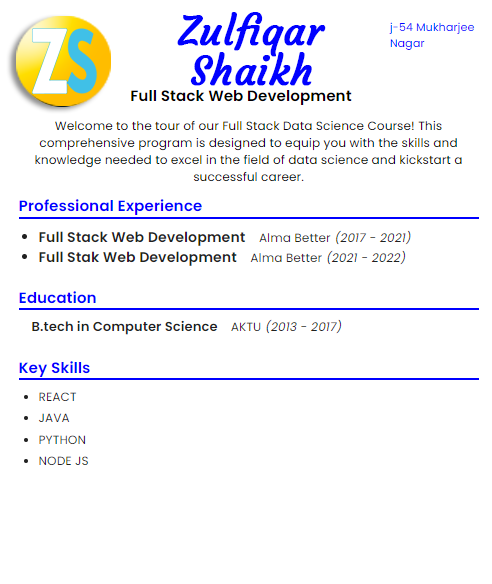 ZS
Zulfiqar
Shaikh
j-54 Mukharjee
Nagar
Full Stack Web Development
Welcome to the tour of our Full Stack Data Science Course! This
comprehensive program is designed to equip you with the skills and
knowledge needed to excel in the field of data science and kickstart a
successful career.
Professional Experience
• Full Stack Web Development Alma Better (2017 - 2021)
• Full Stak Web Development Alma Better (2021 - 2022)
Education
B.tech in Computer Science AKTU (2013 - 2017)
Key Skills
• REACT
• JAVA
• PYTHON
• NODE JS